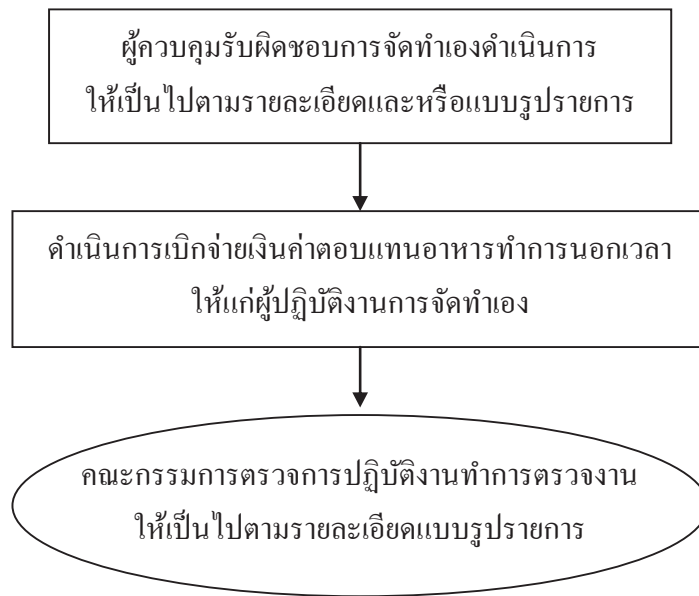 ผู้ควบคุมรับผิดชอบการจัดทำเองดำเนินการ
ให้เป็นไปตามรายละเอียดและหรือแบบรูปรายการ
ดำเนินการเบิกจ่ายเงินค่าตอบแทนอาหารทำการนอกเวลา
ให้แก่ผู้ปฏิบัติงานการจัดทำเอง
คณะกรรมการตรวจการปฏิบัติงานทำการตรวจงาน
ให้เป็นไปตามรายละเอียดแบบรูปรายการ